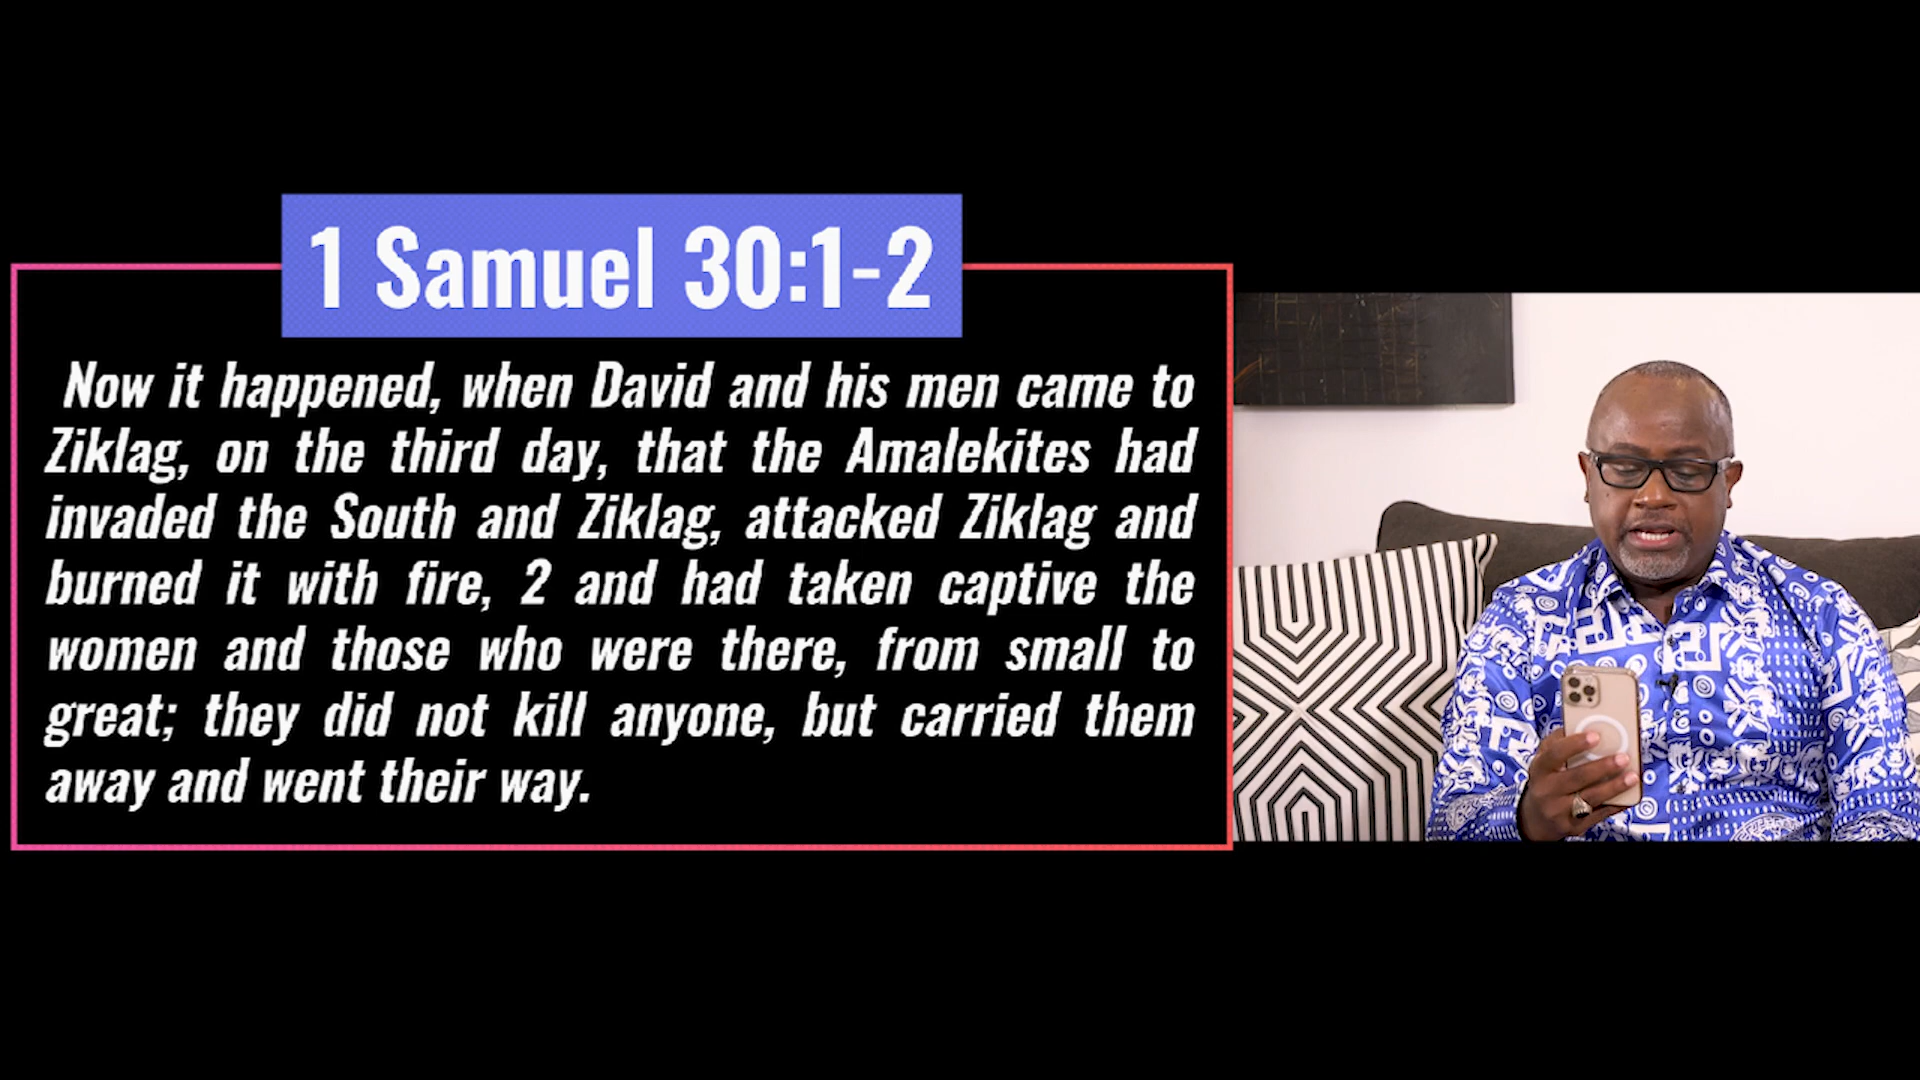 1 Samuel 30:1-2
Now it happened, when David and his men came to
Ziklag, on the third day, that the Amalekites had
invaded the South and Ziklag, attacked Ziklag and
burned it with fire, 2 and had taken captive the
women and those who were there, from small to
great; they did not kill anyone, but carried them
away and went their way.